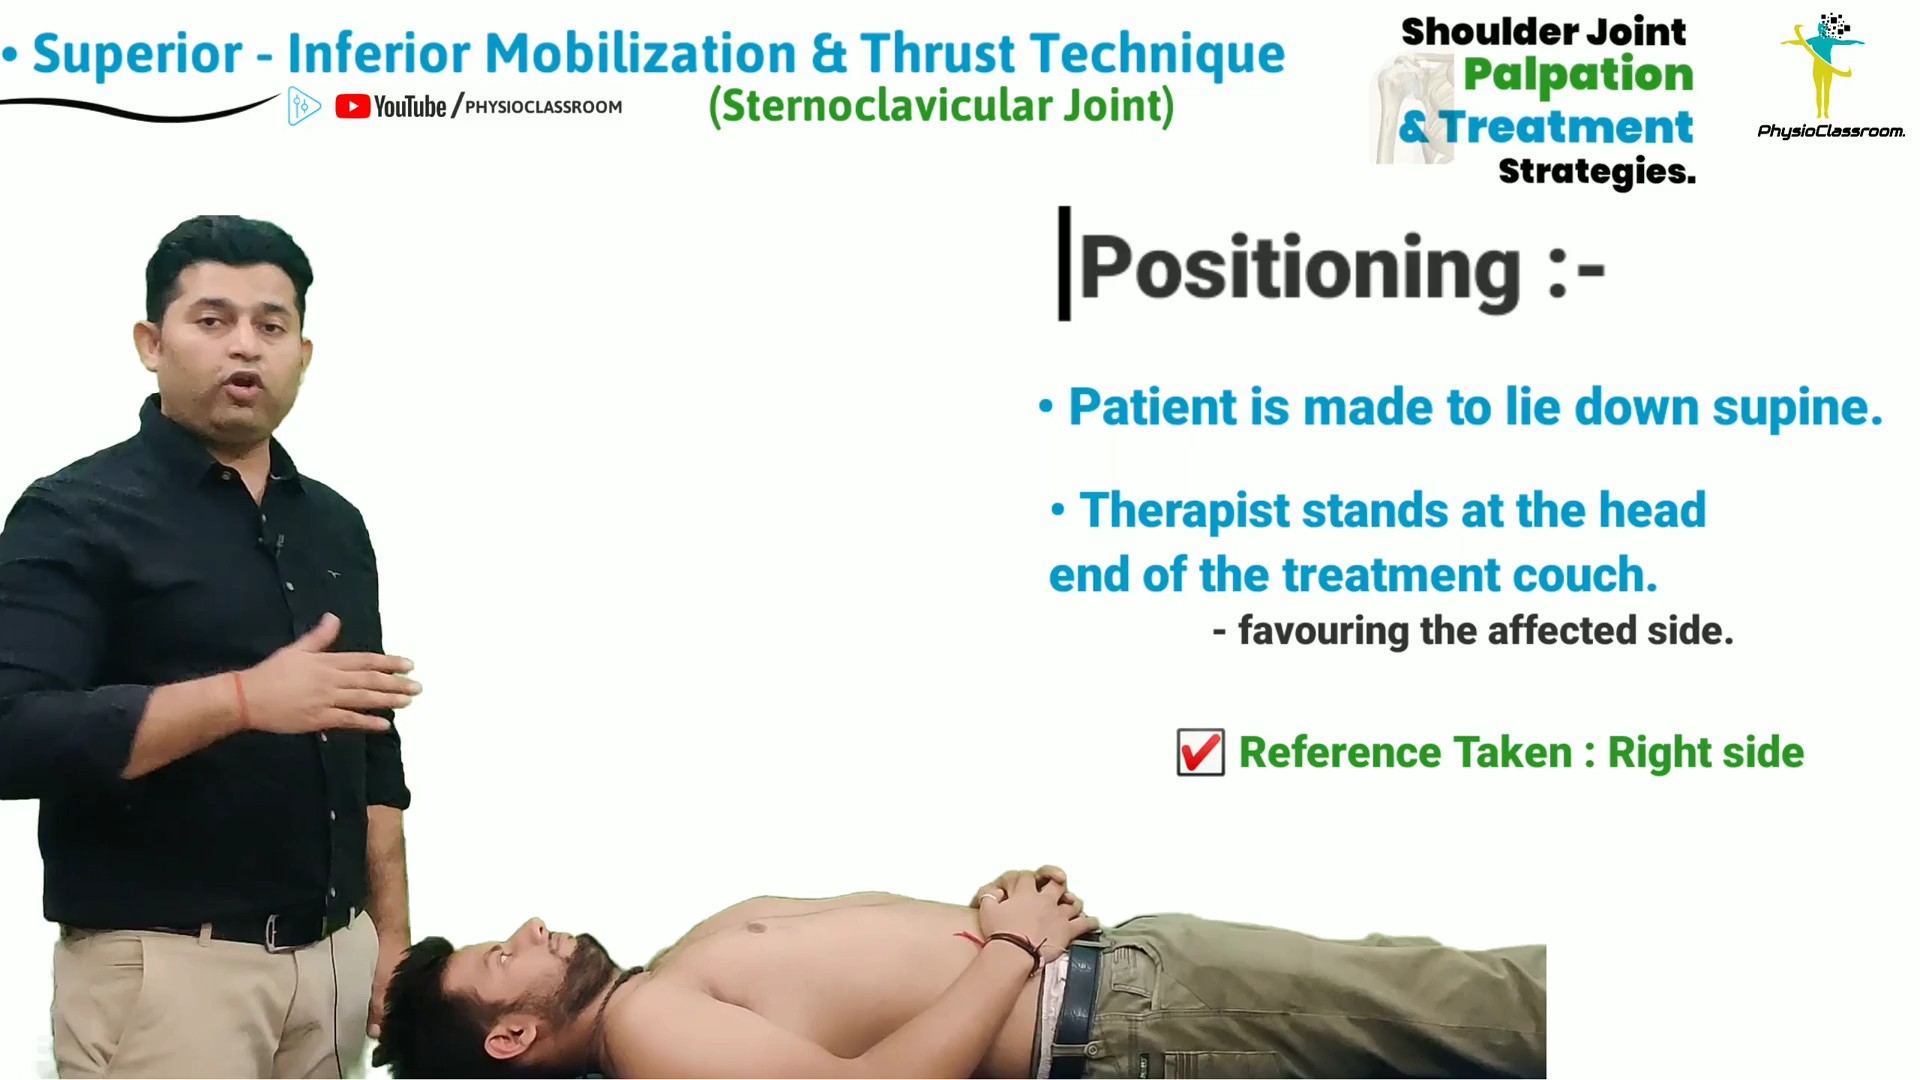 • Superior - Inferior Mobilization & Thrust Technique
YouTube /PHYSIOCLASSROOM
(Sternoclavicular Joint)
Shoulder Joint
Palpation
& Treatment
Strategies.
PhysioClassroom.
Positioning :-
• Patient is made to lie down supine.
• Therapist stands at the head
end of the treatment couch.
- favouring the affected side.
Reference Taken : Right side